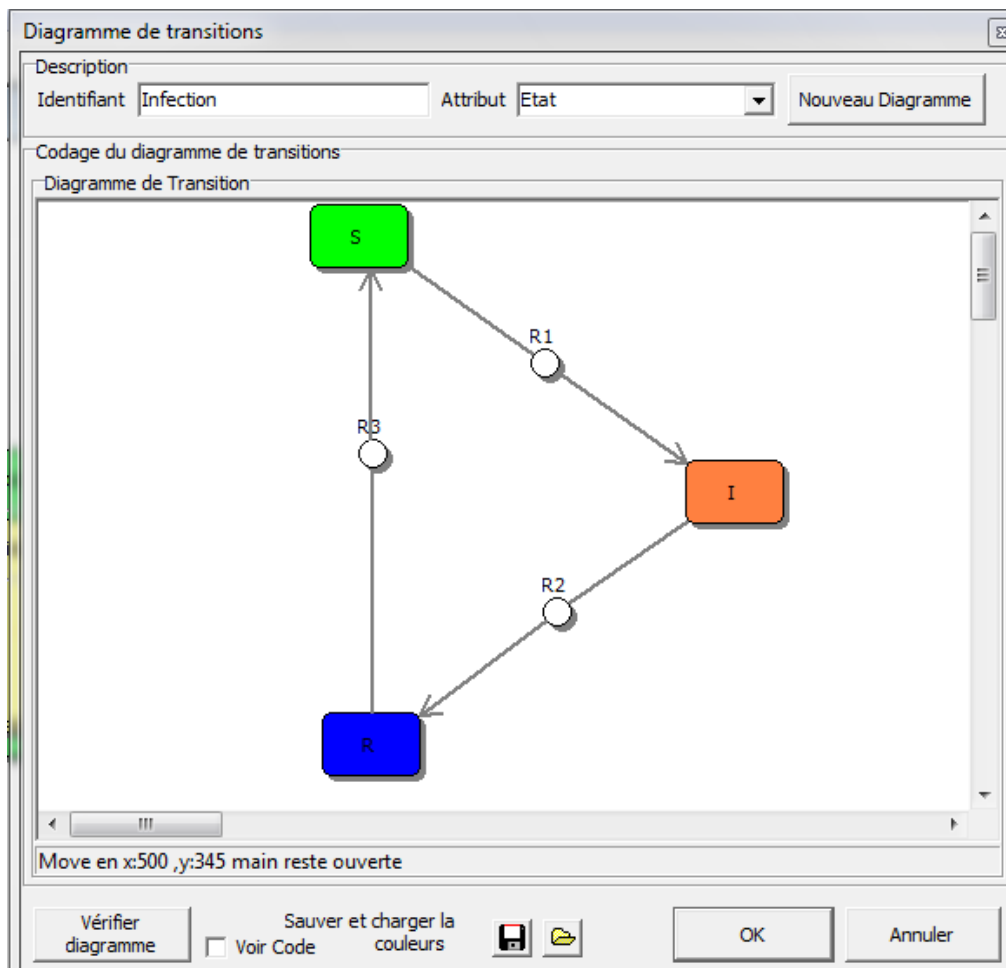 Diagramme de transitions
Description
Identifiant Infection Attribut Etat Nouveau Diagramme
Codage du diagramme de transitions
Diagramme de Transition
S
R1
R3
I
R2
R
Move en x:500 ,y:345 main reste ouverte
Vérifier diagramme
Voir Code
Sauver et charger la couleurs
OK
Annuler